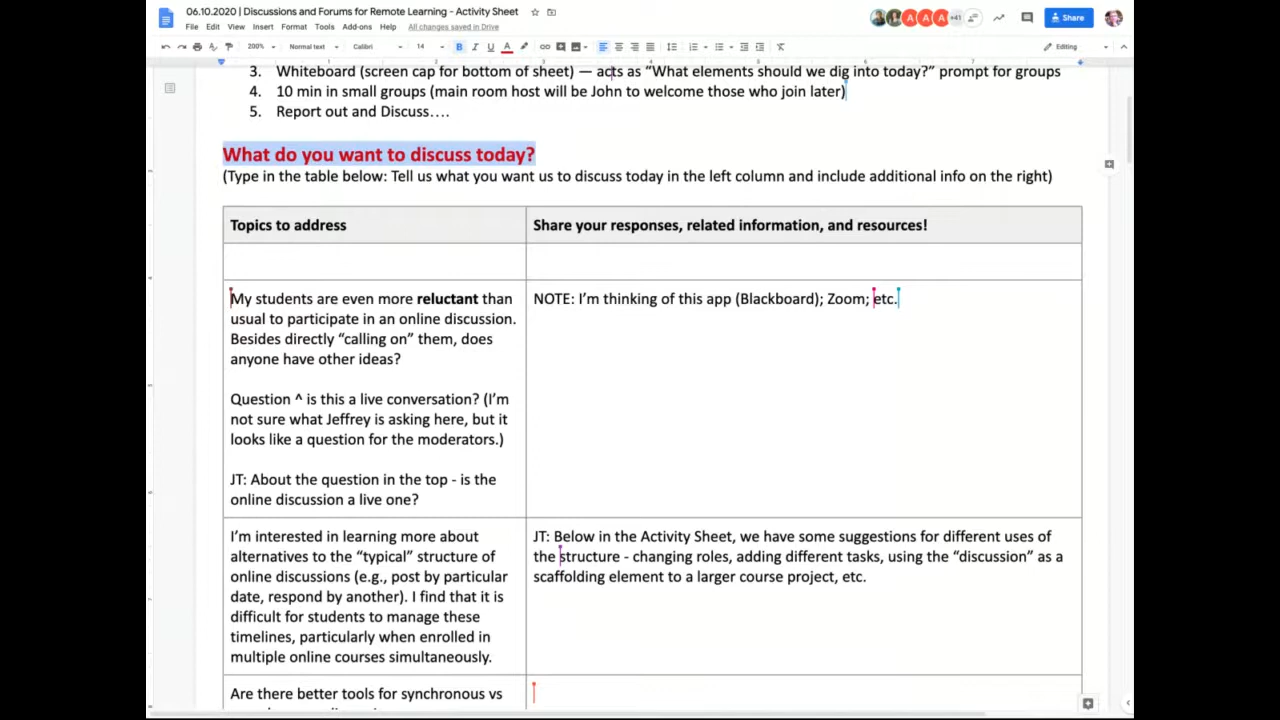 06.10.2020 | Discussions and Forums for Remote Learning - Activity Sheet
File Edit View Insert Format Tools Add-ons Help All changes saved in Drive
A A A +41 Share
200% Normal text Calibri 14 B I U A Editing
3. Whiteboard (screen cap for bottom of sheet) — acts as “What elements should we dig into today?” prompt for groups
4. 10 min in small groups (main room host will be John to welcome those who join later)
5. Report out and Discuss….
What do you want to discuss today?
(Type in the table below: Tell us what you want us to discuss today in the left column and include additional info on the right)
Topics to address
Share your responses, related information, and resources!
My students are even more reluctant than
usual to participate in an online discussion.
Besides directly “calling on” them, does
anyone have other ideas?
Question ^ is this a live conversation? (I’m
not sure what Jeffrey is asking here, but it
looks like a question for the moderators.)
JT: About the question in the top - is the
online discussion a live one?
NOTE: I’m thinking of this app (Blackboard); Zoom; etc.
I’m interested in learning more about
alternatives to the “typical” structure of
online discussions (e.g., post by particular
date, respond by another). I find that it is
difficult for students to manage these
timelines, particularly when enrolled in
multiple online courses simultaneously.
JT: Below in the Activity Sheet, we have some suggestions for different uses of
the structure - changing roles, adding different tasks, using the “discussion” as a
scaffolding element to a larger course project, etc.
Are there better tools for synchronous vs